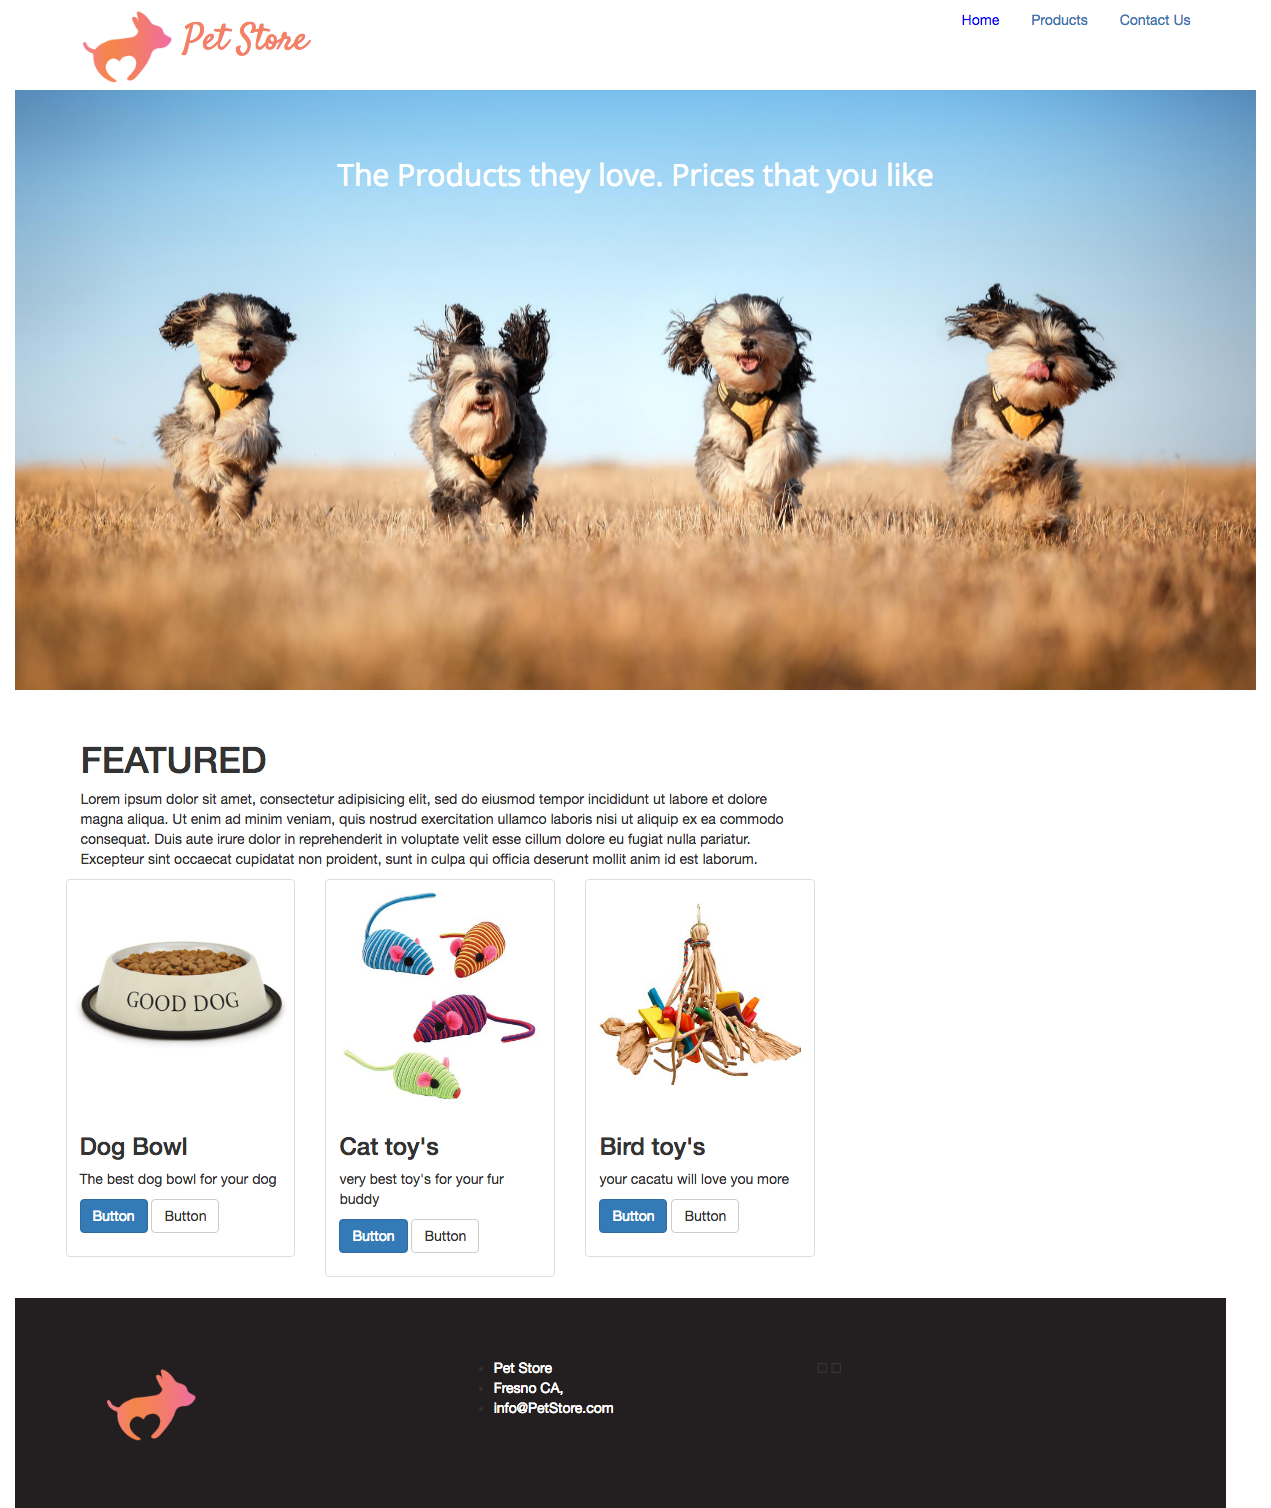 Pet Store
Home Products Contact Us
The Products they love. Prices that you like
FEATURED
Lorem ipsum dolor sit amet, consectetur adipisicing elit, sed do eiusmod tempor incididunt ut labore et dolore
magna aliqua. Ut enim ad minim veniam, quis nostrud exercitation ullamco laboris nisi ut aliquip ex ea commodo
consequat. Duis aute irure dolor in reprehenderit in voluptate velit esse cillum dolore eu fugiat nulla pariatur.
Excepteur sint occaecat cupidatat non proident, sunt in culpa qui officia deserunt mollit anim id est laborum.
GOOD DOG
Dog Bowl
The best dog bowl for your dog
Button Button
Cat toy's
very best toy's for your fur
buddy
Button Button
Bird toy's
your cacatu will love you more
Button Button
Pet Store
Fresno CA,
info@PetStore.com